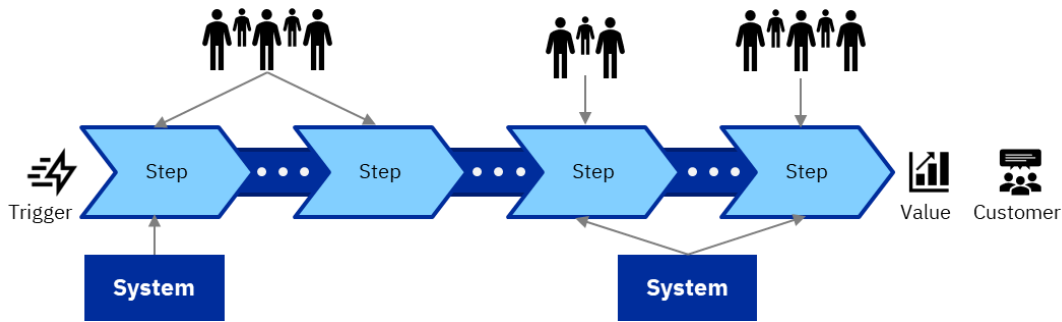 Step
Step
Step
Step
Trigger
Value
Customer
System
System